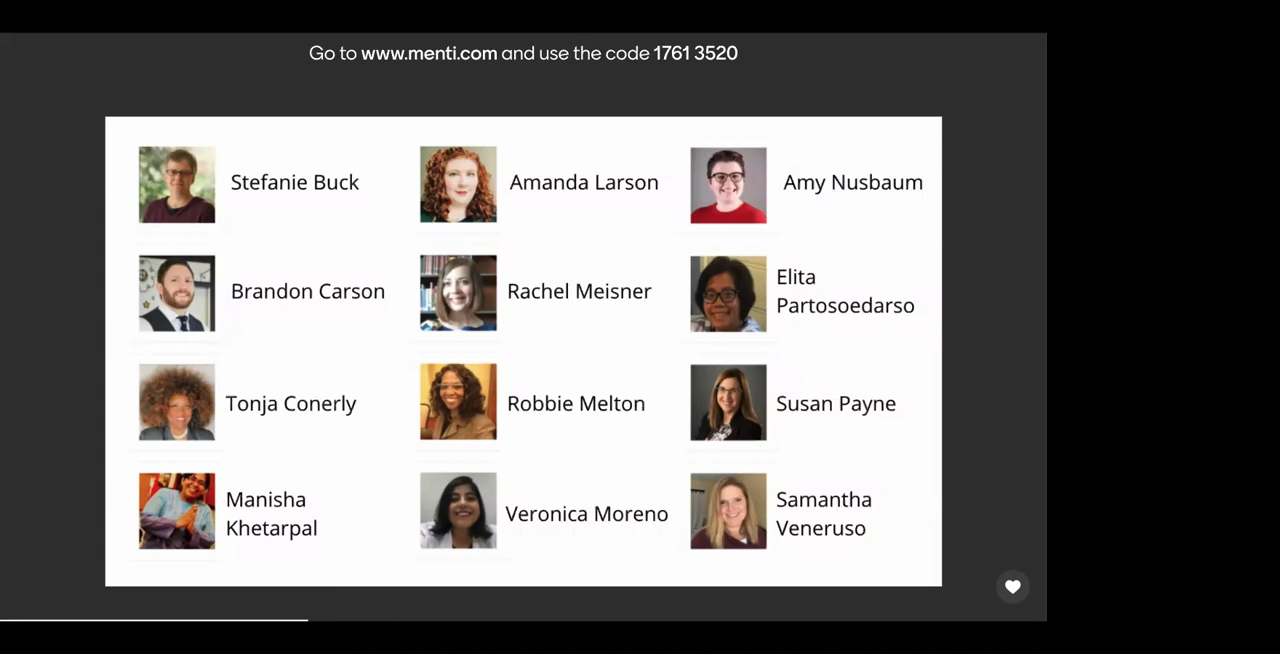 Go to www.menti.com and use the code 1761 3520
Stefanie Buck
Amanda Larson
Amy Nusbaum
Brandon Carson
Rachel Meisner
Elita
Partosoedarso
Tonja Conerly
Robbie Melton
Susan Payne
Manisha
Khetarpal
Veronica Moreno
Samantha
Veneruso